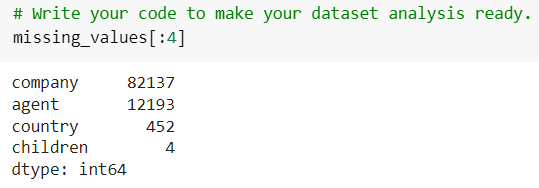 # Write your code to make your dataset analysis ready.
missing_values[:4]
company 82137
agent 12193
country 452
children 4
dtype: int64